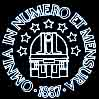 OMNIA IN NUMERO ET MENSURA
1887